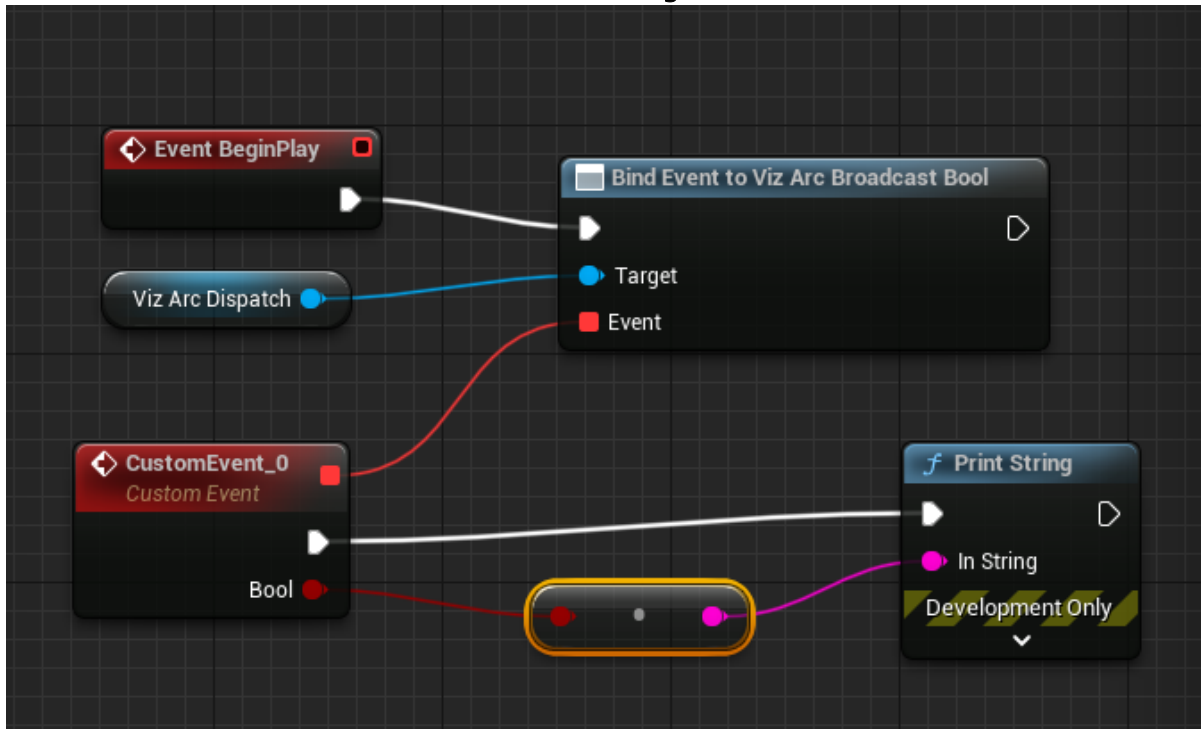 Event BeginPlay
Bind Event to Viz Arc Broadcast Bool
Viz Arc Dispatch
Target
Event
CustomEvent_0
Custom Event
Bool
f Print String
In String
Development Only